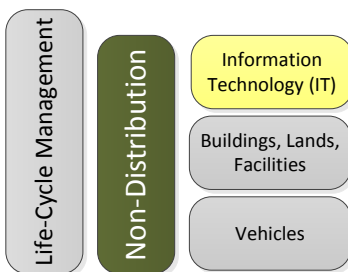 Life-Cycle Management
Non-Distribution
Information
Technology (IT)
Buildings, Lands,
Facilities
Vehicles